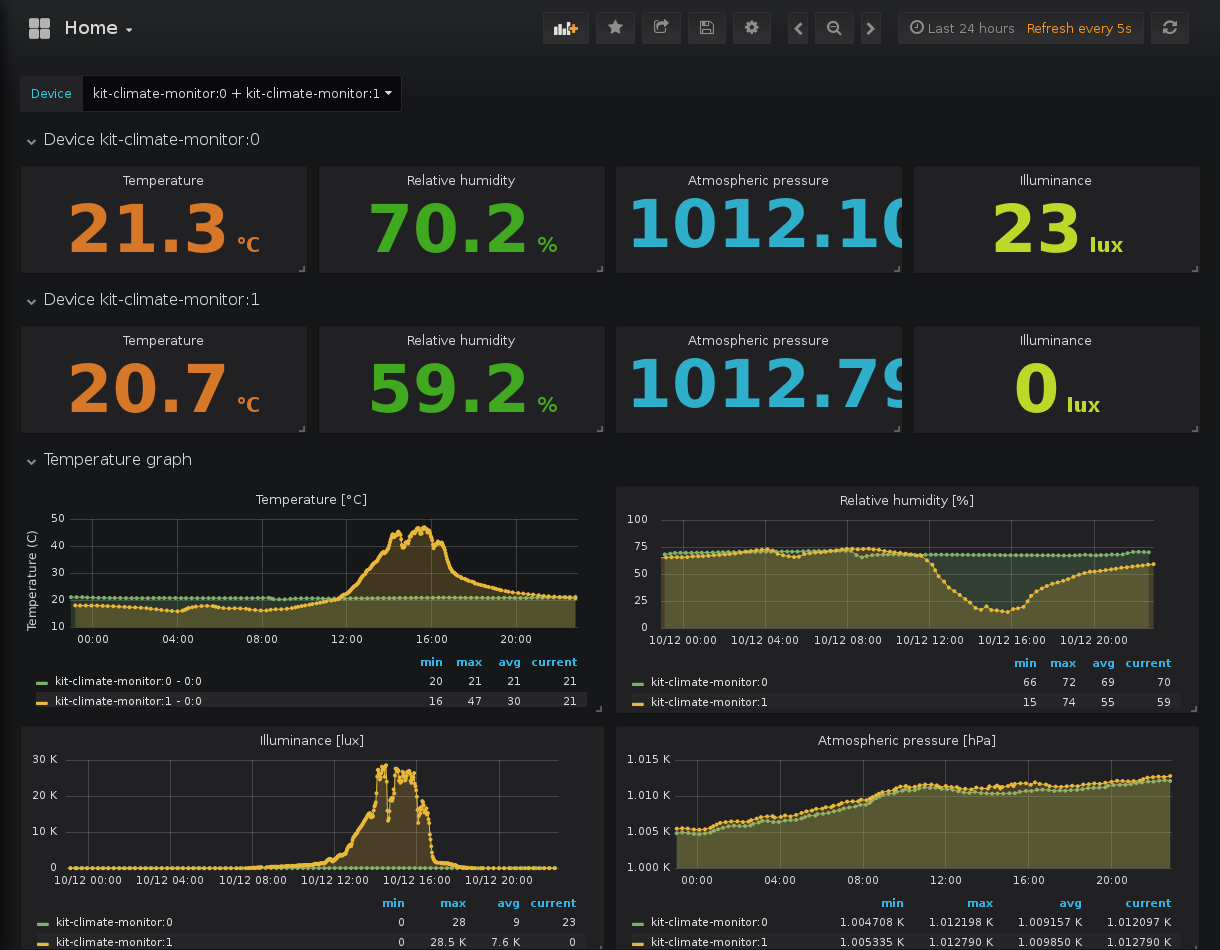 Home
Last 24 hours Refresh every 5s
Device kit-climate-monitor:0 + kit-climate-monitor:1
Device kit-climate-monitor:0
Temperature Relative humidity Atmospheric pressure Illuminance
21.3 °C 70.2 % 1012.10 23 lux
Device kit-climate-monitor:1
Temperature Relative humidity Atmospheric pressure Illuminance
20.7 °C 59.2 % 1012.79 0 lux
Temperature graph
Temperature [°C]
Temperature (C)
50
40
30
20
10
00:00 04:00 08:00 12:00 16:00 20:00
min max avg current
kit-climate-monitor:0 - 0:0 20 21 21 21
kit-climate-monitor:1 - 0:0 16 47 30 21
Relative humidity [%]
100
75
50
25
0
10/12 00:00 10/12 04:00 10/12 08:00 10/12 12:00 10/12 16:00 10/12 20:00
min max avg current
kit-climate-monitor:0 66 72 69 70
kit-climate-monitor:1 15 74 55 59
Illuminance [lux]
30 K
20 K
10 K
0
10/12 00:00 10/12 04:00 10/12 08:00 10/12 12:00 10/12 16:00 10/12 20:00
min max avg current
kit-climate-monitor:0 0 28 9 23
kit-climate-monitor:1 0 28.5 K 7.6 K 0
Atmospheric pressure [hPa]
1.015 K
1.010 K
1.005 K
1.000 K
00:00 04:00 08:00 12:00 16:00 20:00
min max avg current
kit-climate-monitor:0 1.004708 K 1.012198 K 1.009157 K 1.012097 K
kit-climate-monitor:1 1.005335 K 1.012790 K 1.009850 K 1.012790 K